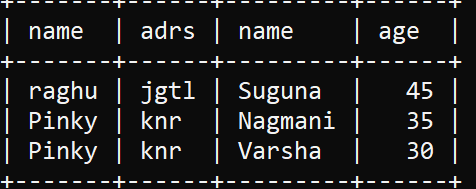 | name | adrs | name | age |
| raghu | jgtl | Suguna | 45 |
| Pinky | knr | Nagmani | 35 |
| Pinky | knr | Varsha | 30 |